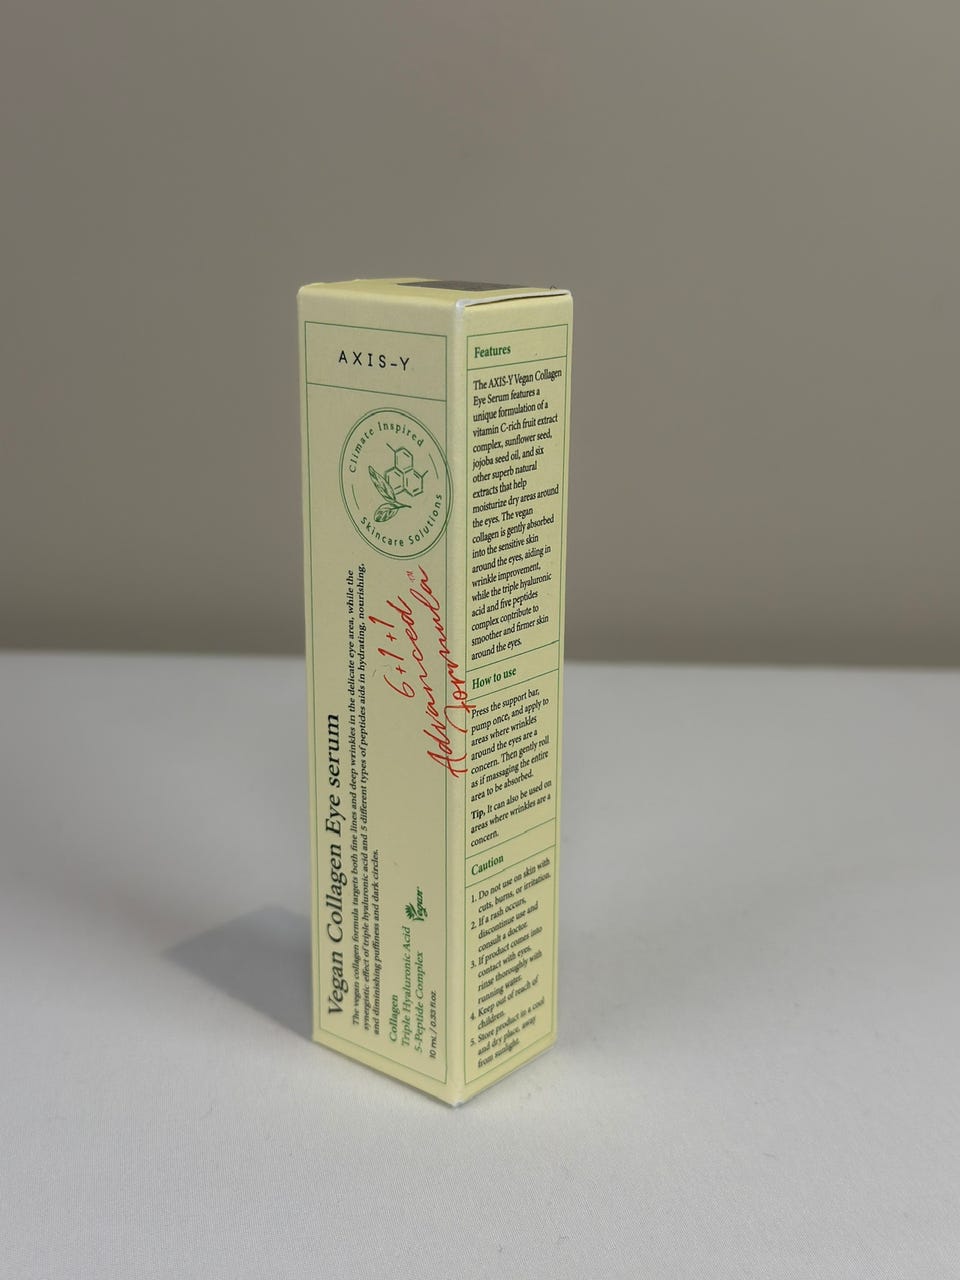 AXIS-Y
Climate Inspired
Skincare Solutions
6+1+1
Advanced
Formula™
Vegan Collagen Eye serum
The vegan collagen formula targets both fine lines and deep wrinkles in the delicate eye area, while the
synergistic effect of triple hyaluronic acid and 5 different types of peptides aids in hydrating, nourishing,
and diminishing puffiness and dark circles.
Collagen
Triple Hyaluronic Acid
5-Peptide Complex
Vegan
10 mL / 0.33 fl.oz.
Features
The AXIS-Y Vegan Collagen
Eye Serum features a
unique formulation of a
vitamin C-rich fruit extract
complex, sunflower seed,
jojoba seed oil, and six
other superb natural
extracts that help
moisturize dry areas around
the eyes. The vegan
collagen is gently absorbed
into the sensitive skin
around the eyes, aiding in
wrinkle improvement,
while the triple hyaluronic
acid and five peptides
complex contribute to
smoother and firmer skin
around the eyes.
How to use
Press the support bar,
pump once, and apply to
areas where wrinkles
around the eyes are a
concern. Then gently roll
as if massaging the entire
area to be absorbed.
Tip, It can also be used on
areas where wrinkles are a
concern.
Caution
1. Do not use on skin with
cuts, burns, or irritation.
2. If a rash occurs,
discontinue use and
consult a doctor.
3. If product comes into
contact with eyes,
rinse thoroughly with
running water.
4. Keep out of reach of
children.
5. Store product in a cool
and dry place, away
from sunlight.